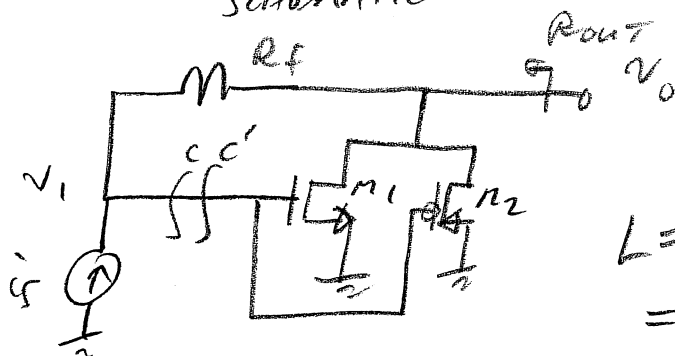 schematic
Rf
ROUT
v₀
C C'
v₁
M₁
M₂
is
L =
=